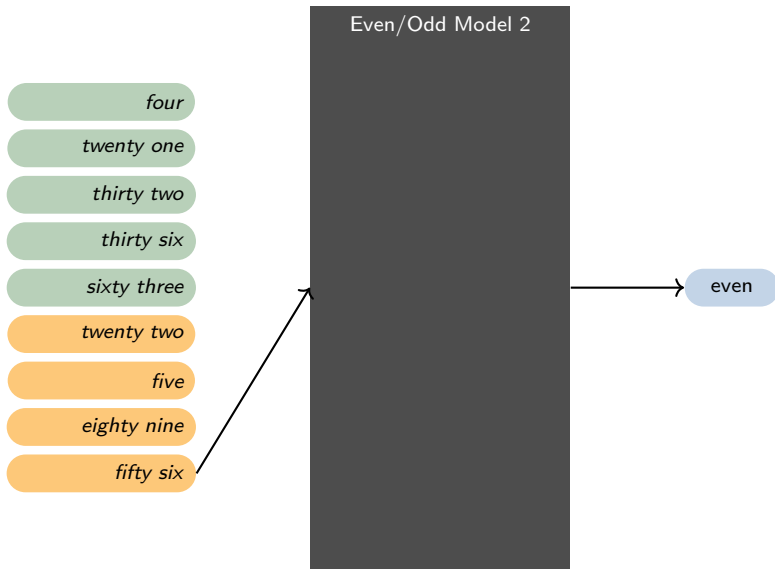 Even/Odd Model 2
four
twenty one
thirty two
thirty six
sixty three
twenty two
five
eighty nine
fifty six
even